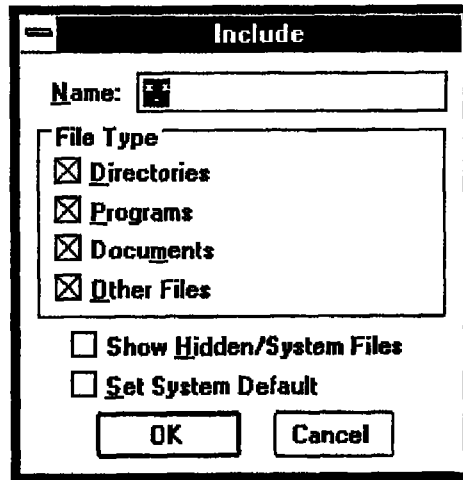 Include
Name: *.*
File Type
Directories
Programs
Documents
Other Files
Show Hidden/System Files
Set System Default
OK Cancel